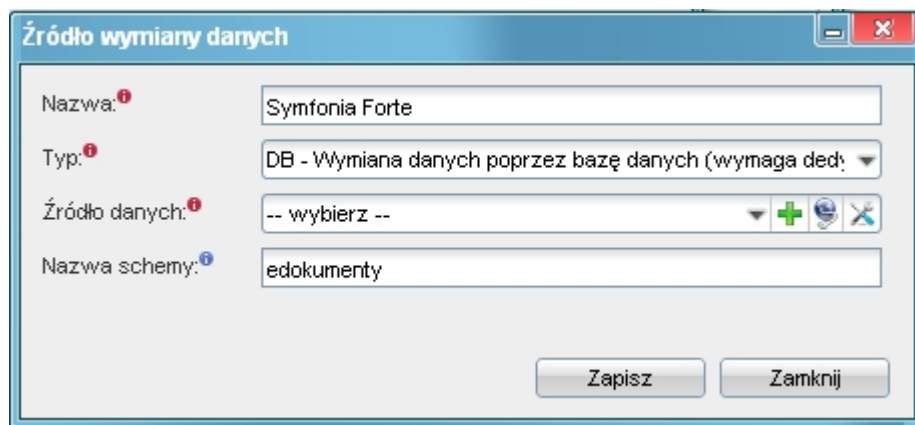 Źródło wymiany danych
Nazwa: Symfonia Forte
Typ: DB - Wymiana danych poprzez bazę danych (wymaga
Źródło danych: -- wybierz --
Nazwa schemy: edokumenty
Zapisz Zamknij